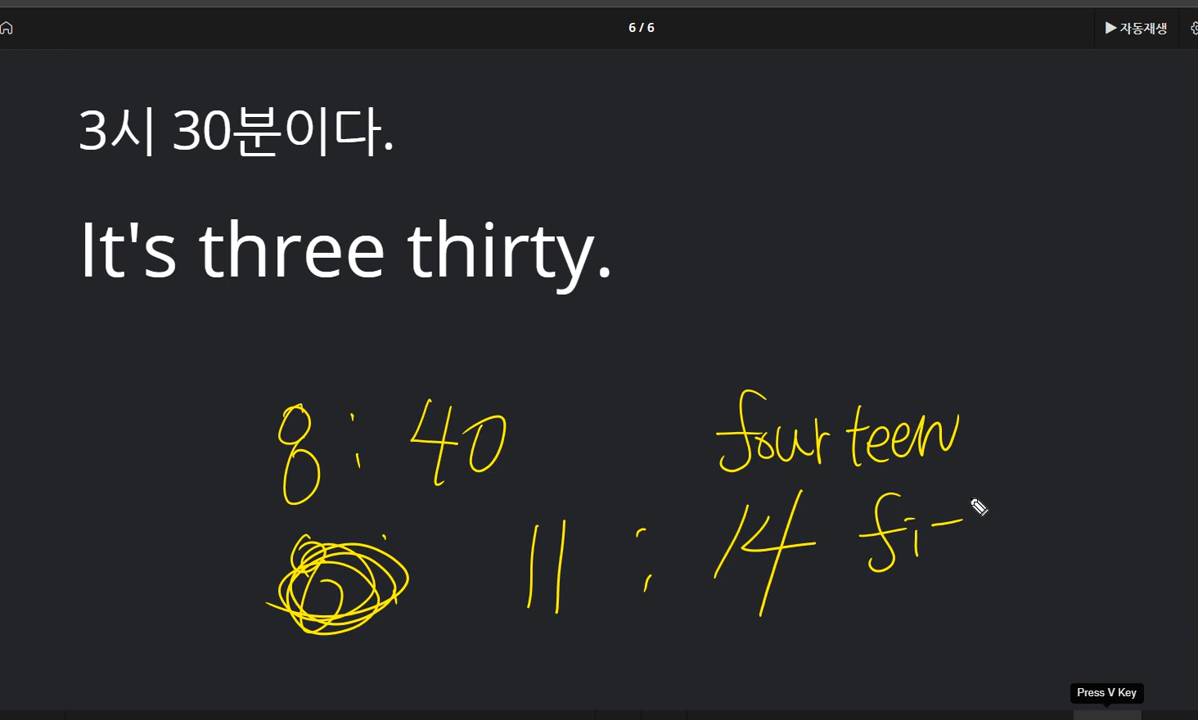 6 / 6
▶ 자동재생
3시 30분이다.
It's three thirty.
8 : 40
fourteen
11 : 14 fi
Press V Key